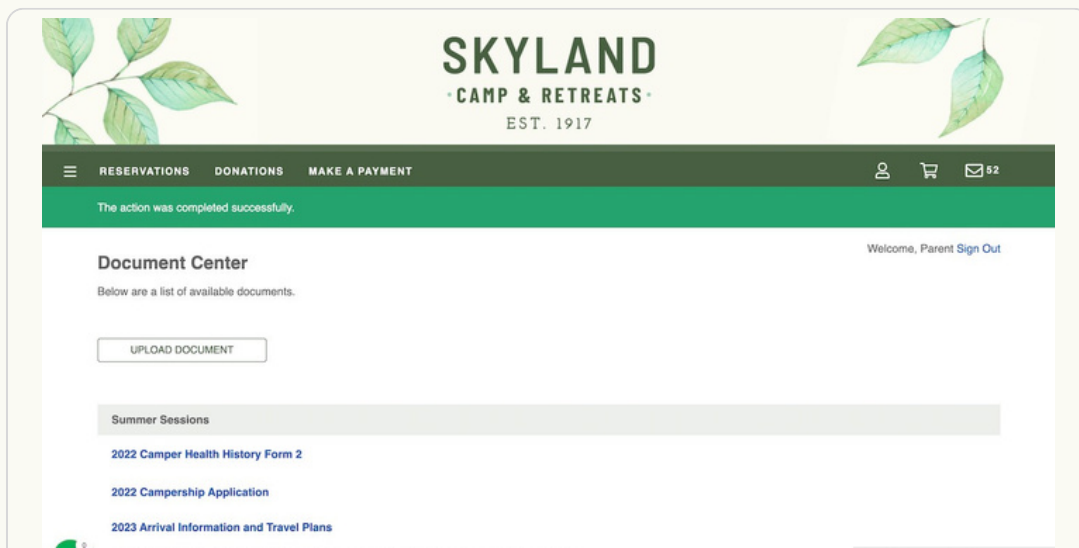 SKYLAND
·CAMP & RETREATS·
EST. 1917
RESERVATIONS DONATIONS MAKE A PAYMENT 52
The action was completed successfully.
Welcome, Parent Sign Out
Document Center
Below are a list of available documents.
UPLOAD DOCUMENT
Summer Sessions
2022 Camper Health History Form 2
2022 Campership Application
2023 Arrival Information and Travel Plans